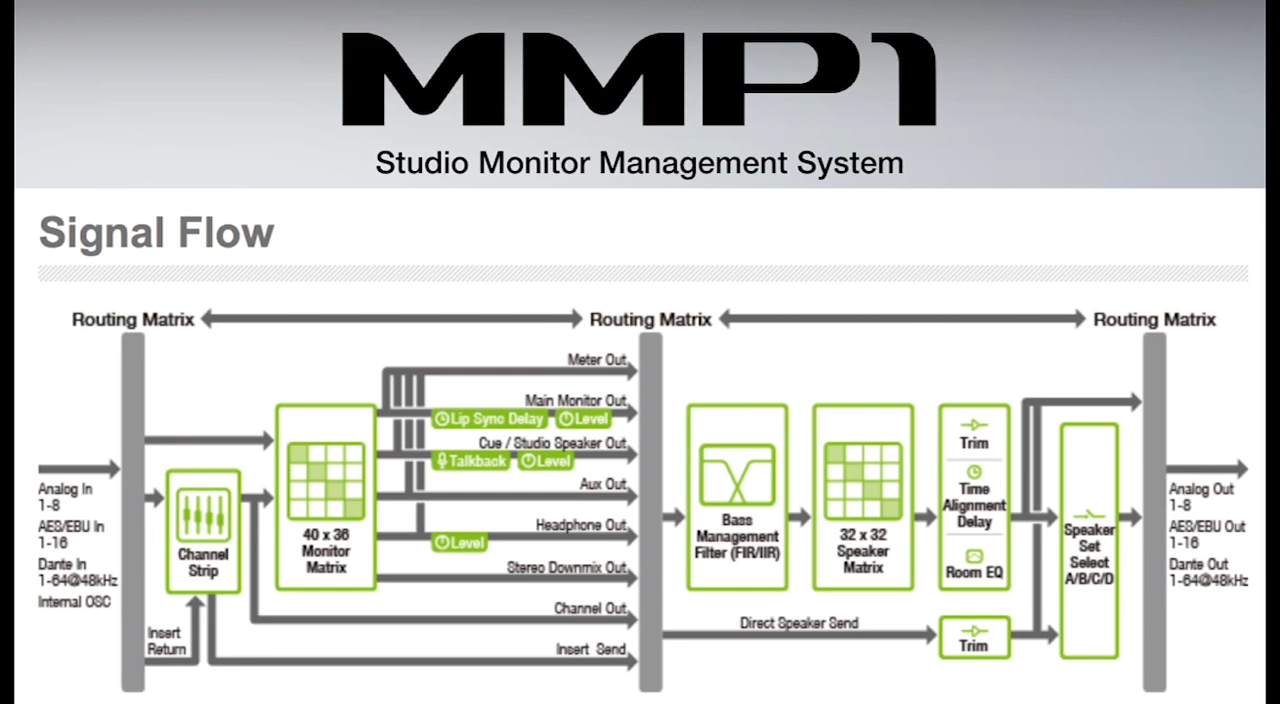 MMP1
Studio Monitor Management System
Signal Flow
Routing Matrix
Routing Matrix
Routing Matrix
Analog In
1-8
AES/EBU In
1-16
Dante In
1-64@48kHz
Internal OSC
Insert
Return
Channel
Strip
40 x 36
Monitor
Matrix
Meter Out
Main Monitor Out
Lip Sync Delay
Level
Cue / Studio Speaker Out
Talkback
Level
Aux Out
Headphone Out
Level
Stereo Downmix Out
Channel Out
Insert Send
Bass
Management
Filter (FIR/IIR)
32 x 32
Speaker
Matrix
Trim
Time
Alignment
Delay
Room EQ
Direct Speaker Send
Trim
Speaker
Set
Select
A/B/C/D
Analog Out
1-8
AES/EBU Out
1-16
Dante Out
1-64@48kHz